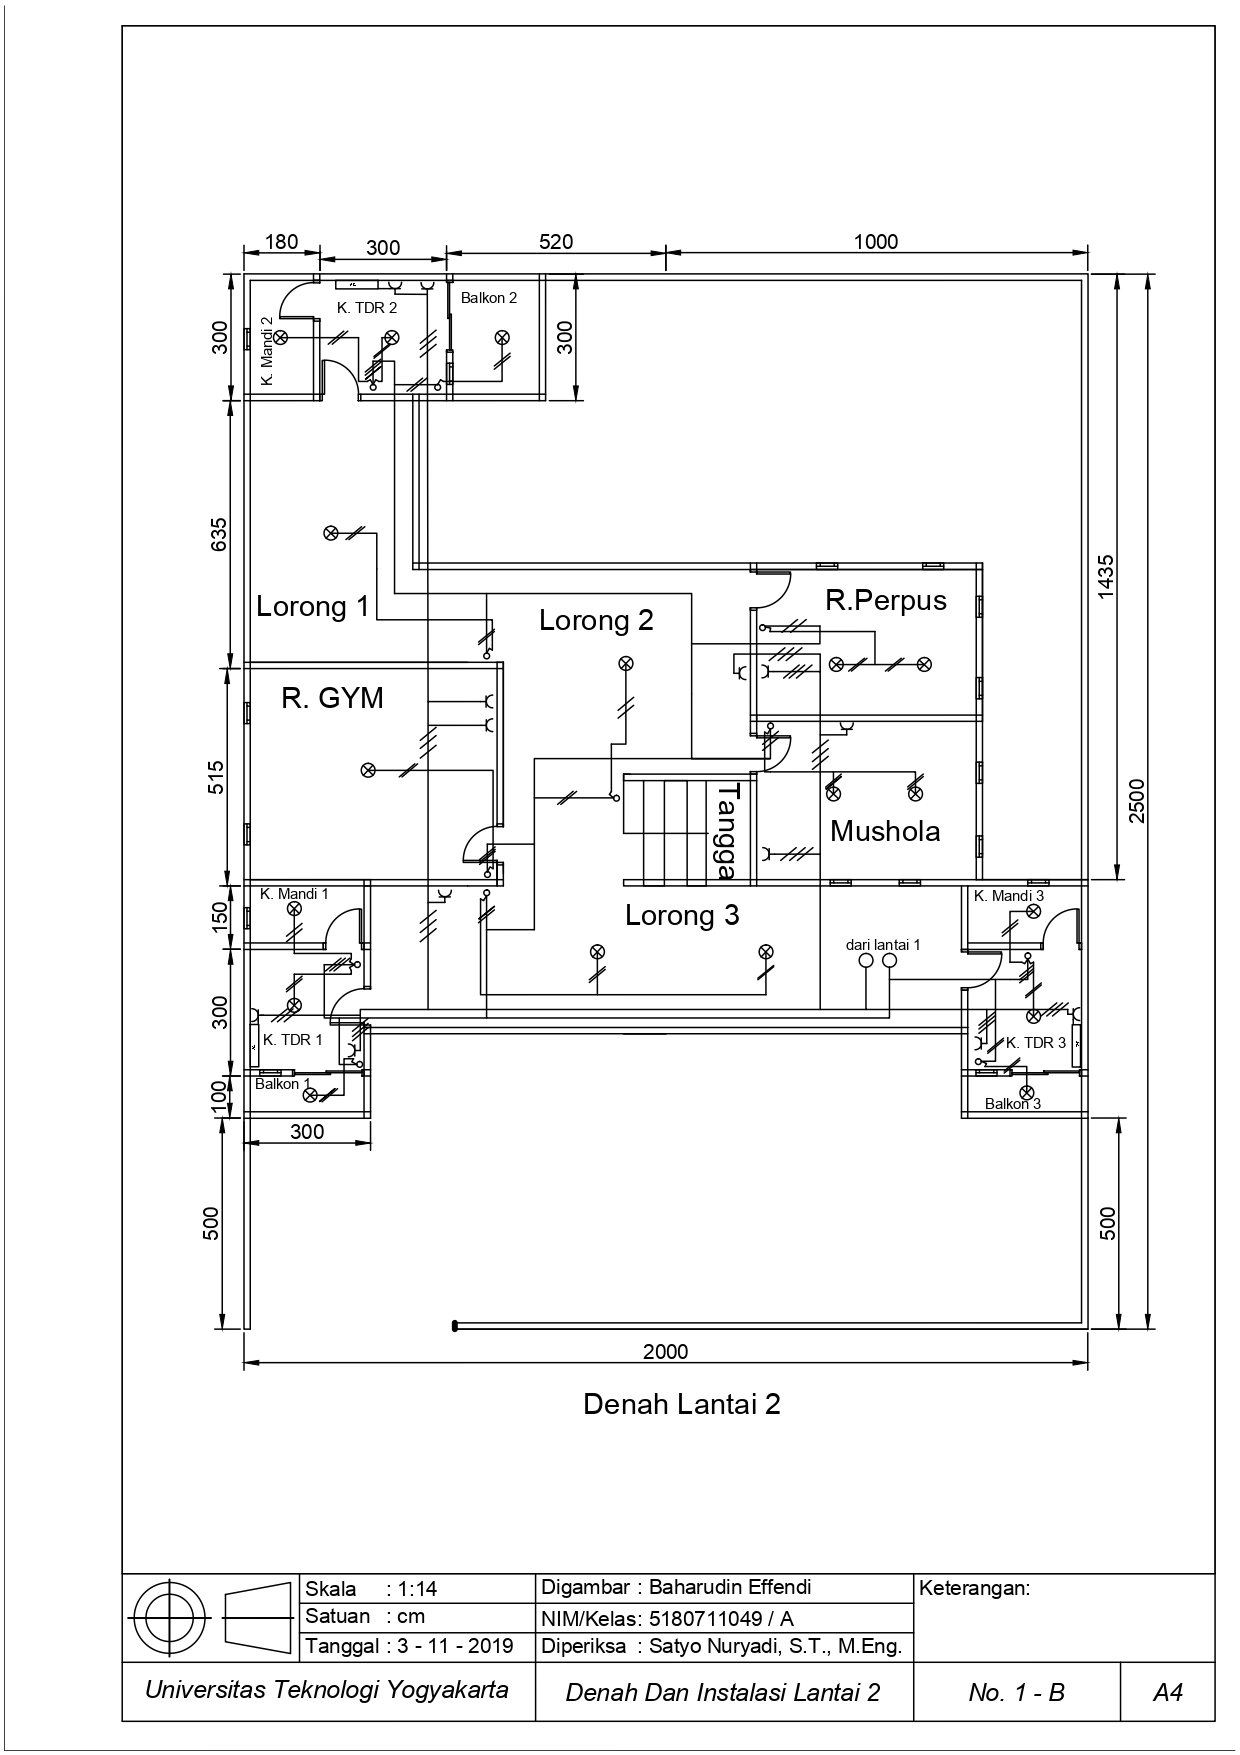 180
300
520
1000
K. TDR 2
Balkon 2
K. Mandi 2
300
300
635
1435
Lorong 1
Lorong 2
R.Perpus
R. GYM
515
2500
Tangga
Mushola
K. Mandi 1
Lorong 3
K. Mandi 3
150
dari lantai 1
300
K. TDR 1
K. TDR 3
Balkon 1
100
Balkon 3
300
500
500
2000
Denah Lantai 2
Skala : 1:14
Satuan : cm
Tanggal : 3 - 11 - 2019
Digambar : Baharudin Effendi
NIM/Kelas: 5180711049 / A
Diperiksa : Satyo Nuryadi, S.T., M.Eng.
Keterangan:
Universitas Teknologi Yogyakarta
Denah Dan Instalasi Lantai 2
No. 1 - B
A4